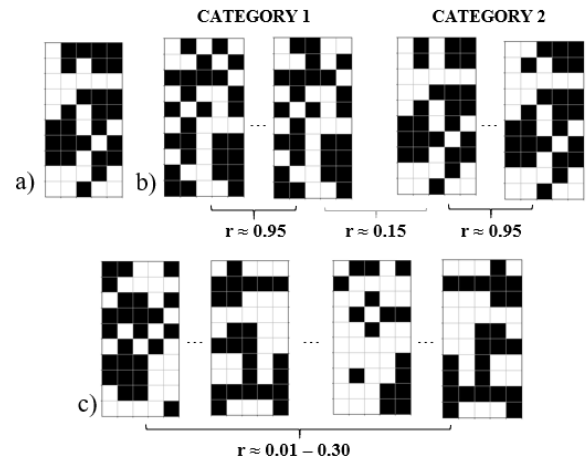 CATEGORY 1 CATEGORY 2
a) b) ... ...
r ≈ 0.95 r ≈ 0.15 r ≈ 0.95
c) ... ... ...
r ≈ 0.01 – 0.30